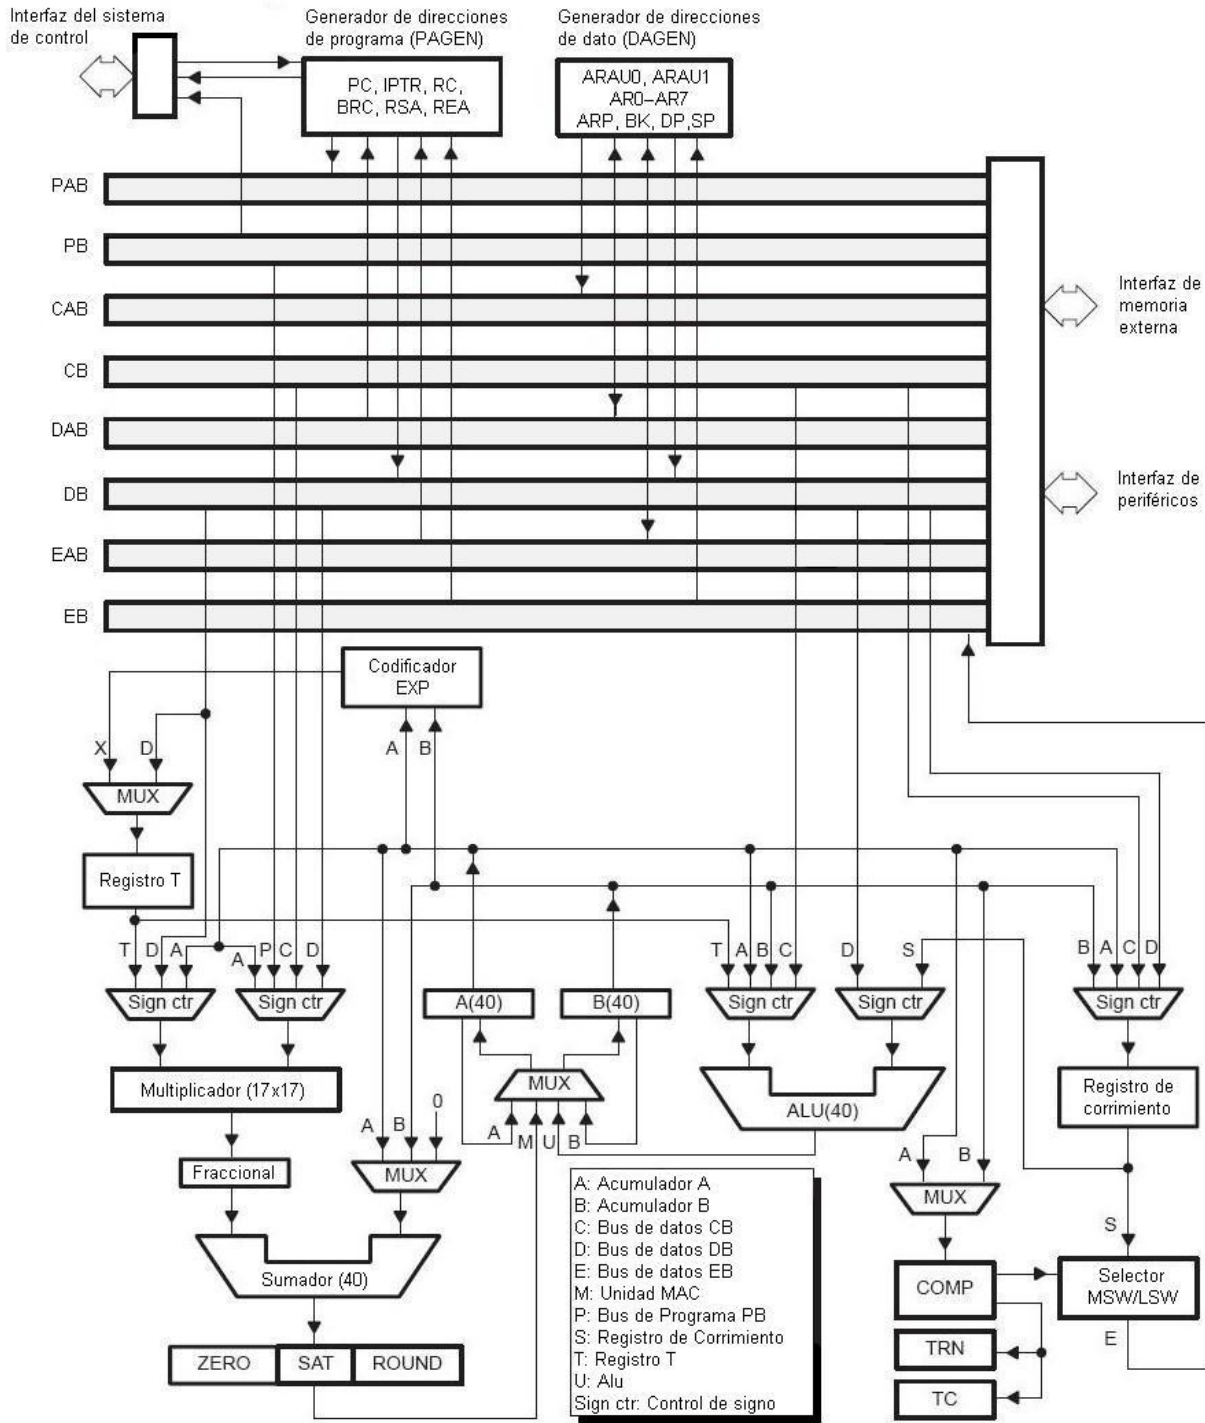 Interfaz del sistema
de control
Generador de direcciones
de programa (PAGEN)
Generador de direcciones
de dato (DAGEN)
PC, IPTR, RC,
BRC, RSA, REA
ARAU0, ARAU1
AR0–AR7
ARP, BK, DP,SP
PAB
PB
CAB
CB
DAB
DB
EAB
EB
Interfaz de
memoria
externa
Interfaz de
periféricos
Codificador
EXP
X
D
A
B
MUX
Registro T
T
D
A
A
P
C
D
T
A
B
C
D
S
B
A
C
D
Sign ctr
Sign ctr
A(40)
B(40)
Sign ctr
Sign ctr
Sign ctr
Multiplicador (17x17)
MUX
ALU(40)
Registro de
corrimiento
A
B
0
A
M
U
B
Fraccional
MUX
A
B
MUX
S
Sumador (40)
COMP
Selector
MSW/LSW
E
ZERO
SAT
ROUND
TRN
TC
A: Acumulador A
B: Acumulador B
C: Bus de datos CB
D: Bus de datos DB
E: Bus de datos EB
M: Unidad MAC
P: Bus de Programa PB
S: Registro de Corrimiento
T: Registro T
U: Alu
Sign ctr: Control de signo